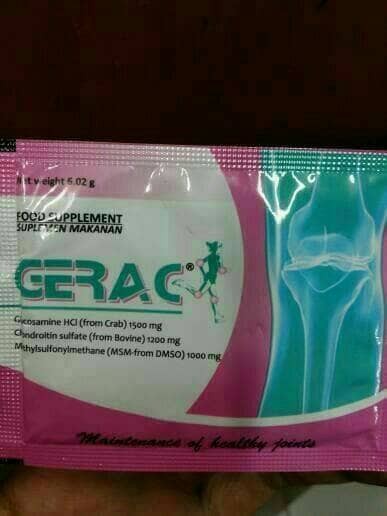 Net weight 6.02 g
FOOD SUPPLEMENT
SUPLEMEN MAKANAN
GERAC®
Glucosamine HCl (from Crab) 1500 mg
Chondroitin sulfate (from Bovine) 1200 mg
Methylsulfonylmethane (MSM-from DMSO) 1000 mg
Maintenance of healthy joints